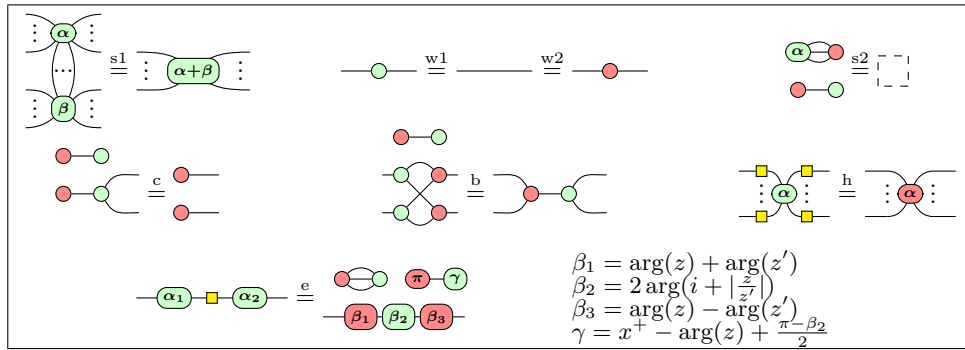 α ⋮ ⋮ ⋯ β ⋮ ⋮ s1 = ⋮ α+β ⋮
w1 = w2 =
α s2 =
c =
b =
⋮ α ⋮ h = ⋮ α ⋮
α₁ α₂ e = π γ β₁ β₂ β₃
β₁ = arg(z) + arg(z′)
β₂ = 2 arg(i + |z/z′|)
β₃ = arg(z) − arg(z′)
γ = x⁺ − arg(z) + (π−β₂)/2